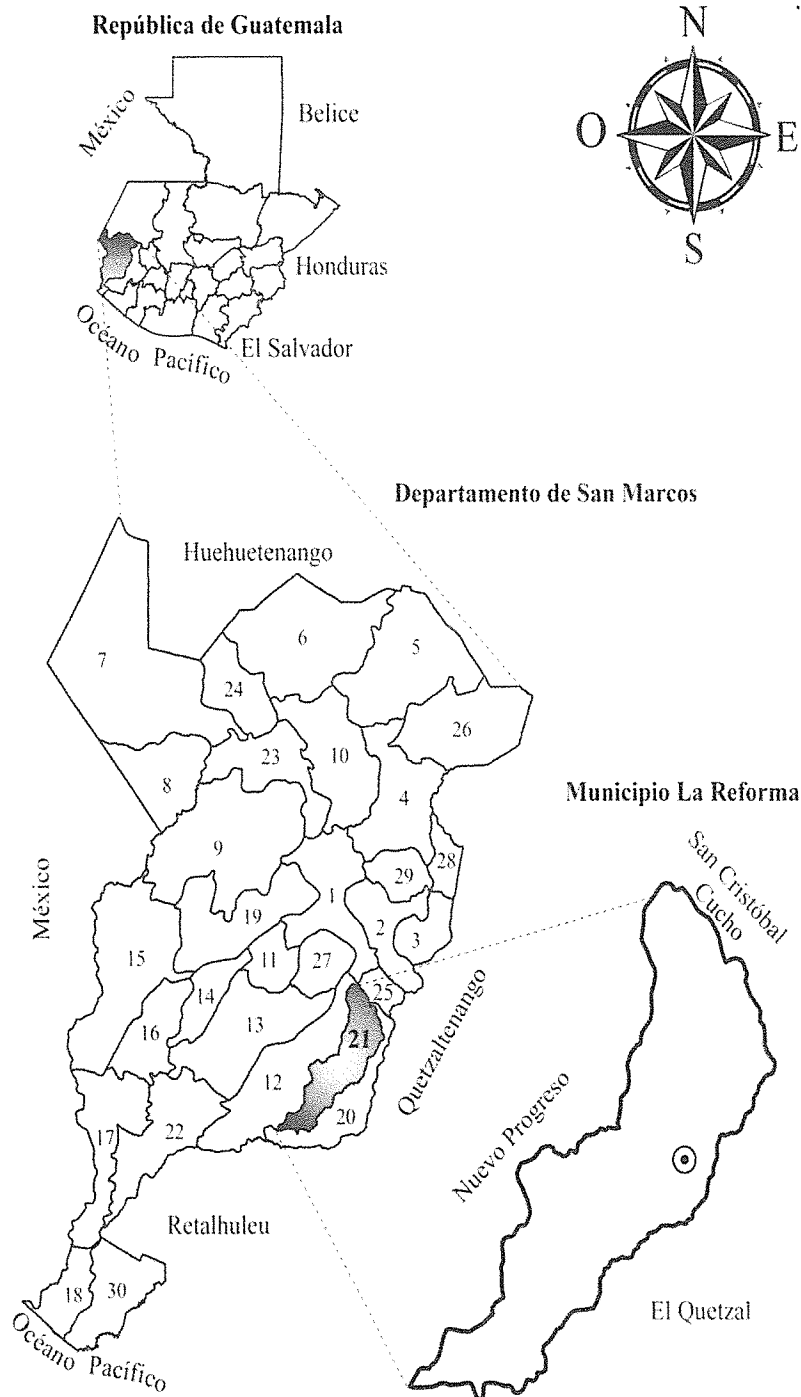 República de Guatemala
México
Belice
Honduras
El Salvador
Océano Pacífico
N
O
E
S
Departamento de San Marcos
Huehuetenango
7
6
5
24
26
23
10
8
4
9
28
29
1
19
2
3
15
11
27
14
25
16
13
21
12
20
17
22
18
30
México
Quetzaltenango
Retalhuleu
Océano Pacífico
Municipio La Reforma
San Cristóbal
Cucho
Nuevo Progreso
El Quetzal